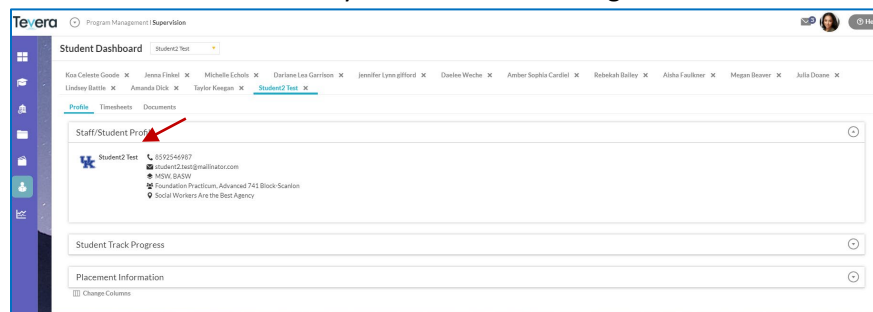 Tevera Program Management | Supervision He
Student Dashboard Student2 Test
Koa Celeste Goode X Jenna Finkel X Michelle Echols X Dariane Lea Garrison X jennifer Lynn gifford X Daelee Weche X Amber Sophia Cardiel X Rebekah Bailey X Aisha Faulkner X Megan Beaver X Julia Doane X
Lindsey Battle X Amanda Dick X Taylor Keegan X Student2 Test X
Profile Timesheets Documents
Staff/Student Profile
UK Student2 Test 8592546987
student2.test@mailinator.com
MSW, BASW
Foundation Practicum, Advanced 741 Block-Scanlon
Social Workers Are the Best Agency
Student Track Progress
Placement Information
Change Columns